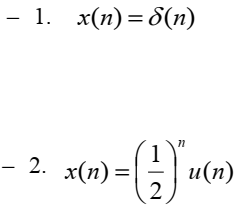 – 1. x(n) = δ(n)
– 2. x(n) = (1/2)ⁿ u(n)